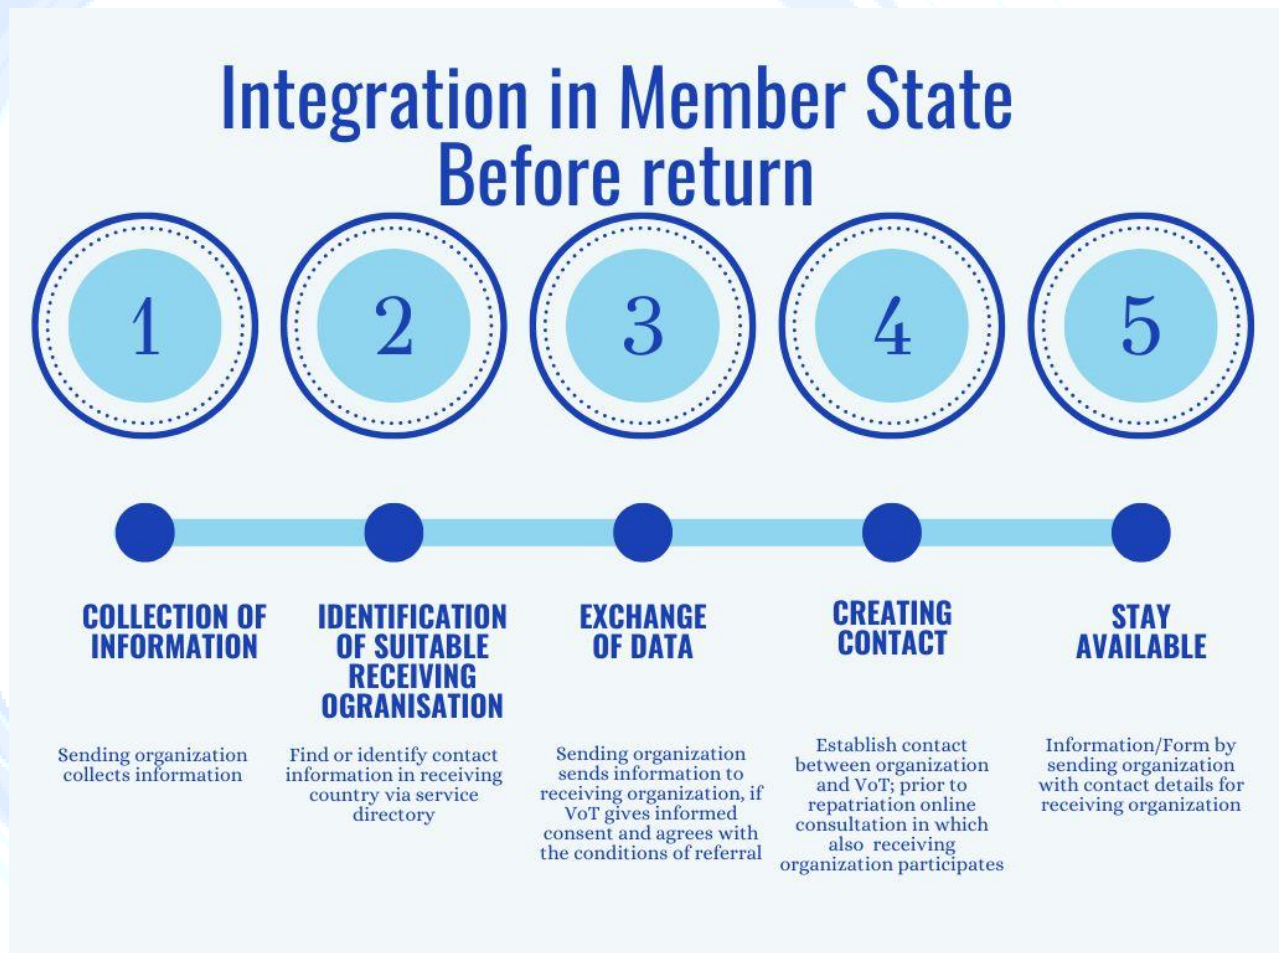 Integration in Member State
Before return
1
2
3
4
5
COLLECTION OF
INFORMATION
IDENTIFICATION
OF SUITABLE
RECEIVING
OGRANISATION
EXCHANGE
OF DATA
CREATING
CONTACT
STAY
AVAILABLE
Sending organization
collects information
Find or identify contact
information in receiving
country via service
directory
Sending organization
sends information to
receiving organization, if
VoT gives informed
consent and agrees with
the conditions of referral
Establish contact
between organization
and VoT; prior to
repatriation online
consultation in which
also receiving
organization participates
Information/Form by
sending organization
with contact details for
receiving organization